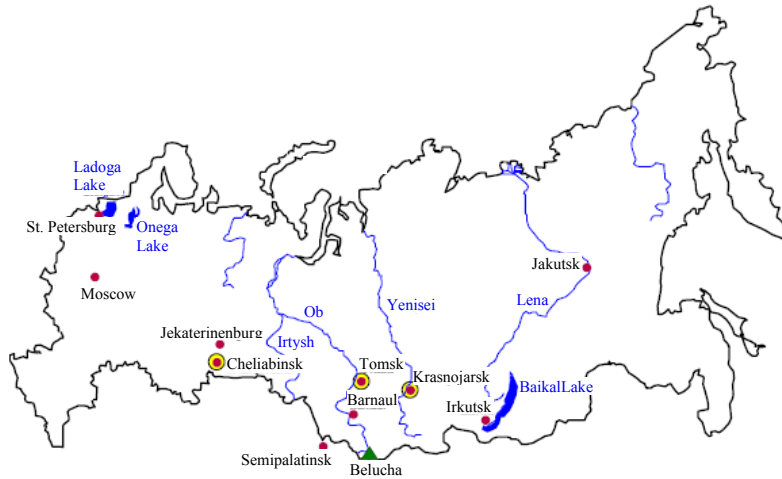 Ladoga
Lake
St. Petersburg
Onega
Lake
Moscow
Jakutsk
Lena
Yenisei
Ob
Jekaterinenburg
Irtysh
Cheliabinsk
Tomsk
Krasnojarsk
BaikalLake
Barnaul
Irkutsk
Semipalatinsk
Belucha